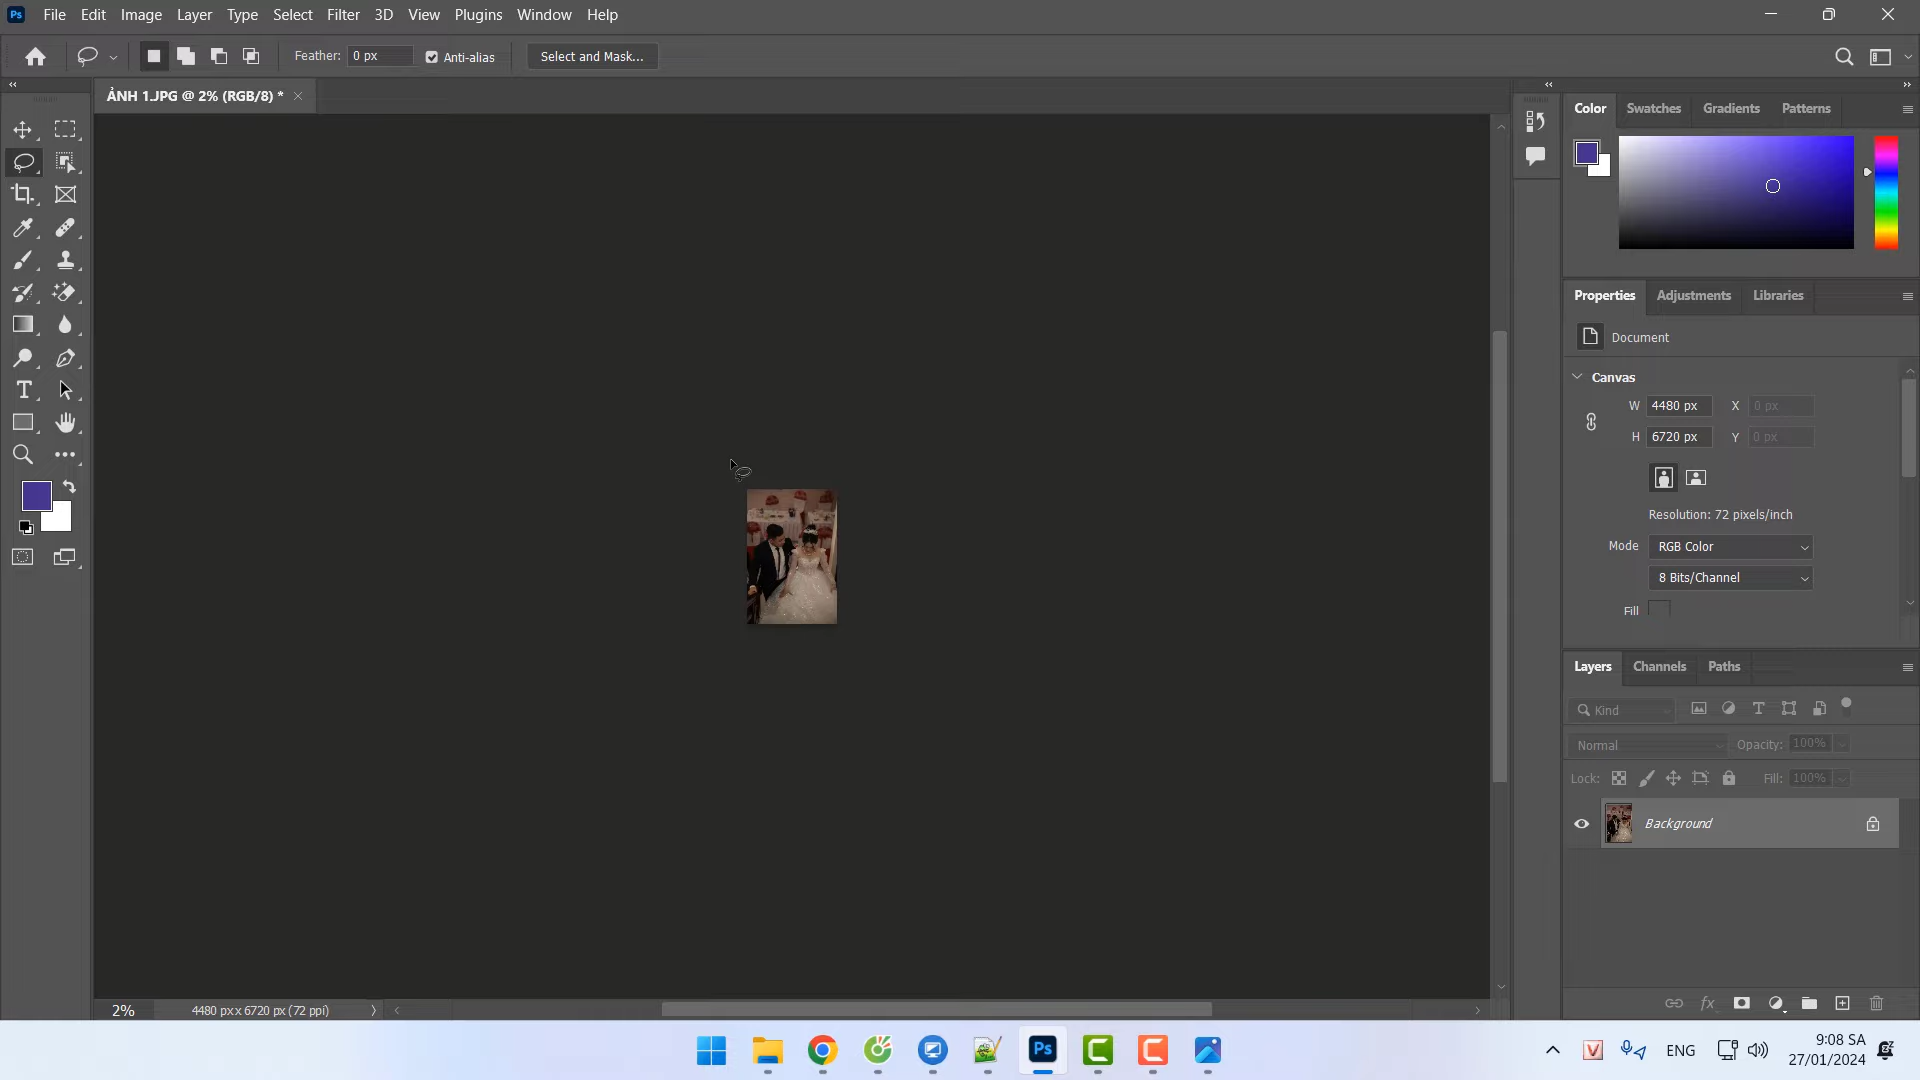 Ps File Edit Image Layer Type Select Filter 3D View Plugins Window Help
Feather: 0 px Anti-alias Select and Mask...
ẢNH 1.JPG @ 2% (RGB/8) *
Color Swatches Gradients Patterns
Properties Adjustments Libraries
Document
Canvas
W 4480 px X 0 px
H 6720 px Y 0 px
Resolution: 72 pixels/inch
Mode RGB Color
8 Bits/Channel
Fill
Layers Channels Paths
Kind
Normal Opacity: 100%
Lock: Fill: 100%
Background
fx
2% 4480 px x 6720 px (72 ppi)
Ps
V ENG 9:08 SA
27/01/2024